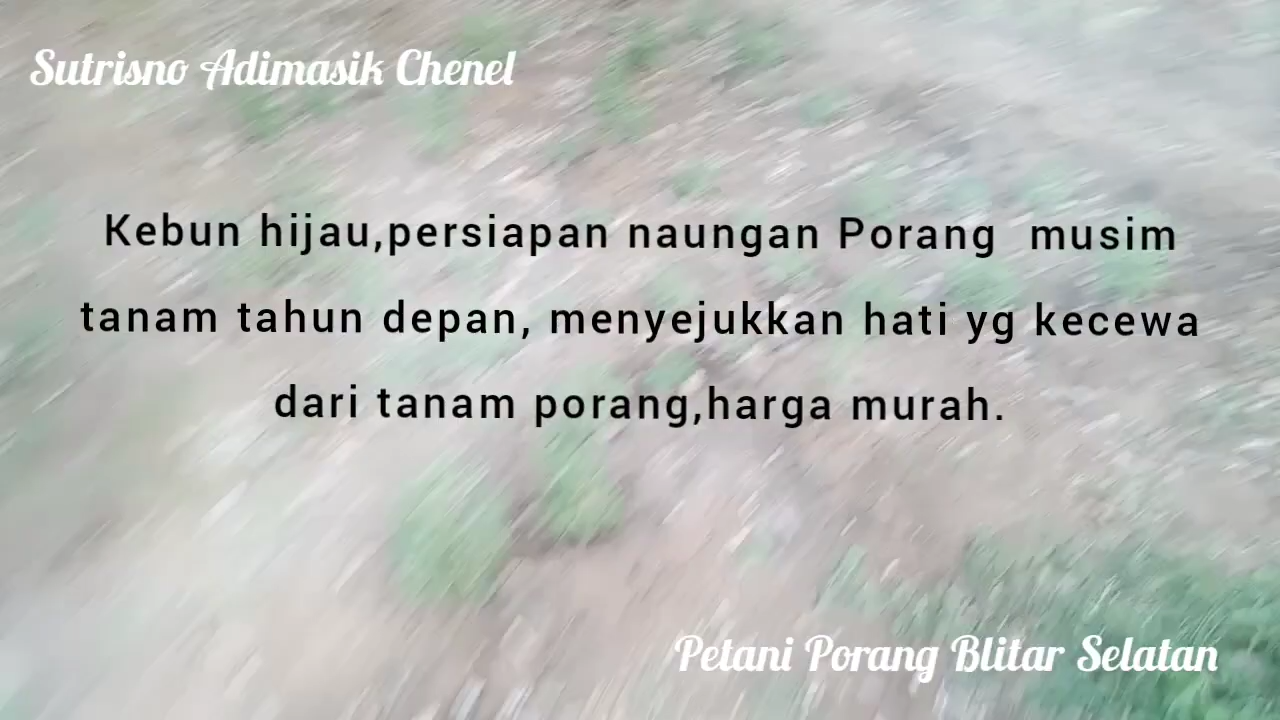 Sutrisno Adimasik Chenel
Kebun hijau,persiapan naungan Porang musim
tanam tahun depan, menyejukkan hati yg kecewa
dari tanam porang,harga murah.
Petani Porang Blitar Selatan